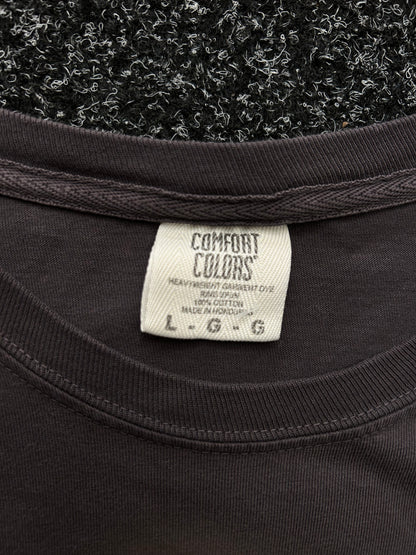 COMFORT
COLORS®
HEAVYWEIGHT GARMENT DYE
RING SPUN
100% COTTON
MADE IN HONDURAS
L - G - G